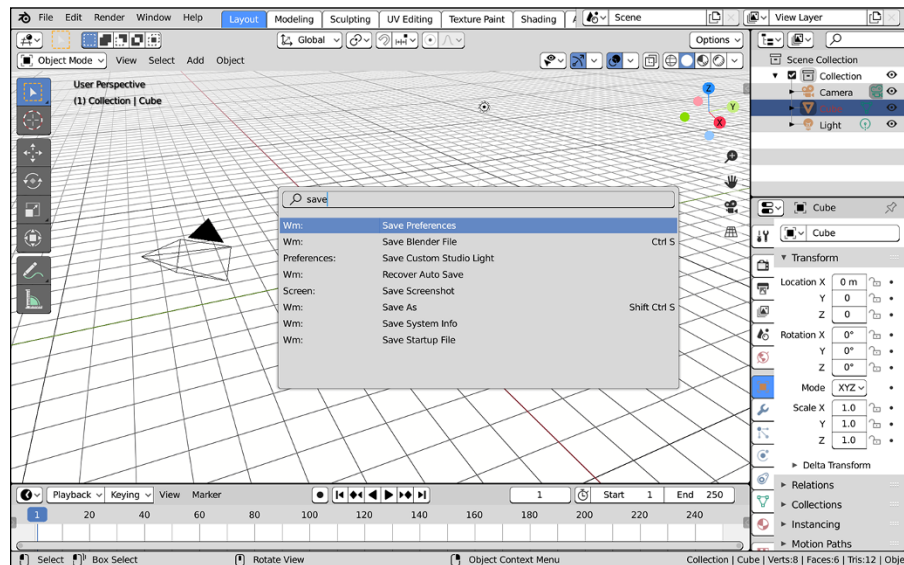 File Edit Render Window Help Layout Modeling Sculpting UV Editing Texture Paint Shading Scene View Layer
Global Options
Object Mode View Select Add Object
User Perspective
(1) Collection | Cube
Z
Y
X
Scene Collection
Collection
Camera
Light
save
Wm: Save Preferences
Wm: Save Blender File Ctrl S
Preferences: Save Custom Studio Light
Wm: Recover Auto Save
Screen: Save Screenshot
Wm: Save As Shift Ctrl S
Wm: Save System Info
Wm: Save Startup File
Cube
Cube
Transform
Location X 0 m
Y 0
Z 0
Rotation X 0°
Y 0°
Z 0°
Mode XYZ
Scale X 1.0
Y 1.0
Z 1.0
Delta Transform
Relations
Collections
Instancing
Motion Paths
Playback Keying View Marker 1 Start 1 End 250
1 20 40 60 80 100 120 140 160 180 200 220 240
Select Box Select Rotate View Object Context Menu Collection | Cube | Verts:8 | Faces:6 | Tris:12 | Obje